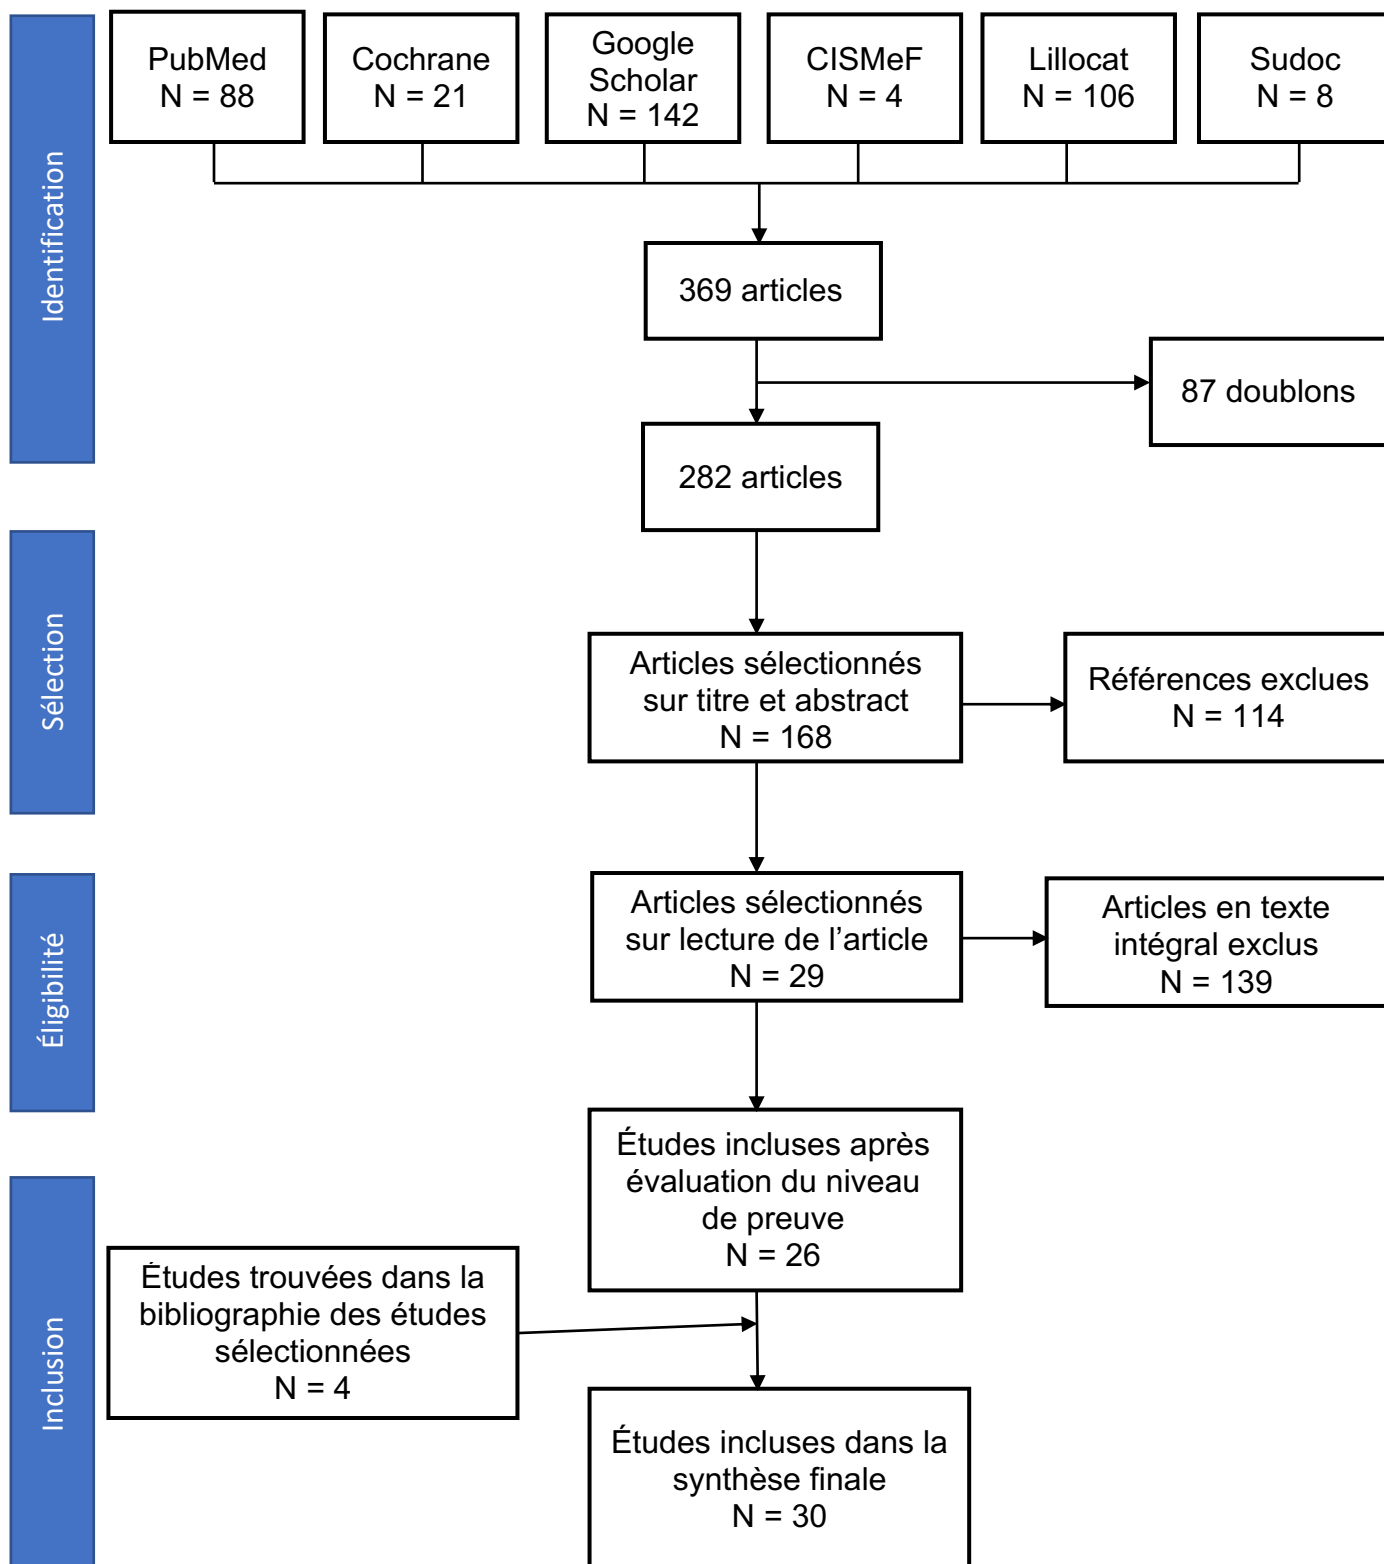 Identification
PubMed
N = 88
Cochrane
N = 21
Google
Scholar
N = 142
CISMeF
N = 4
Lillocat
N = 106
Sudoc
N = 8
369 articles
87 doublons
282 articles
Sélection
Articles sélectionnés
sur titre et abstract
N = 168
Références exclues
N = 114
Éligibilité
Articles sélectionnés
sur lecture de l’article
N = 29
Articles en texte
intégral exclus
N = 139
Études incluses après
évaluation du niveau
de preuve
N = 26
Inclusion
Études trouvées dans la
bibliographie des études
sélectionnées
N = 4
Études incluses dans la
synthèse finale
N = 30